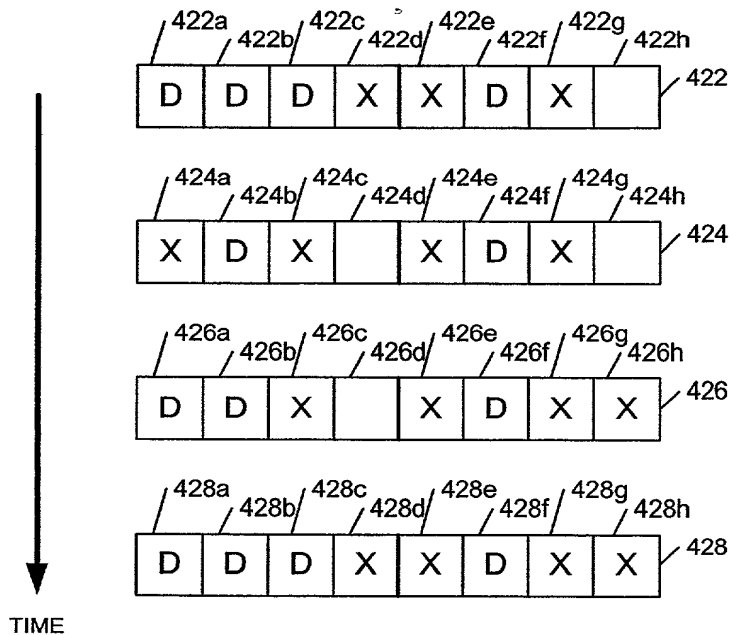 422a 422c 422e 422g
422b 422d 422f 422h
D D D X X D X 422
424a 424c 424e 424g
424b 424d 424f 424h
X D X X D X 424
426a 426c 426e 426g
426b 426d 426f 426h
D D X X D X X 426
428a 428c 428e 428g
428b 428d 428f 428h
D D D X X D X X 428
TIME